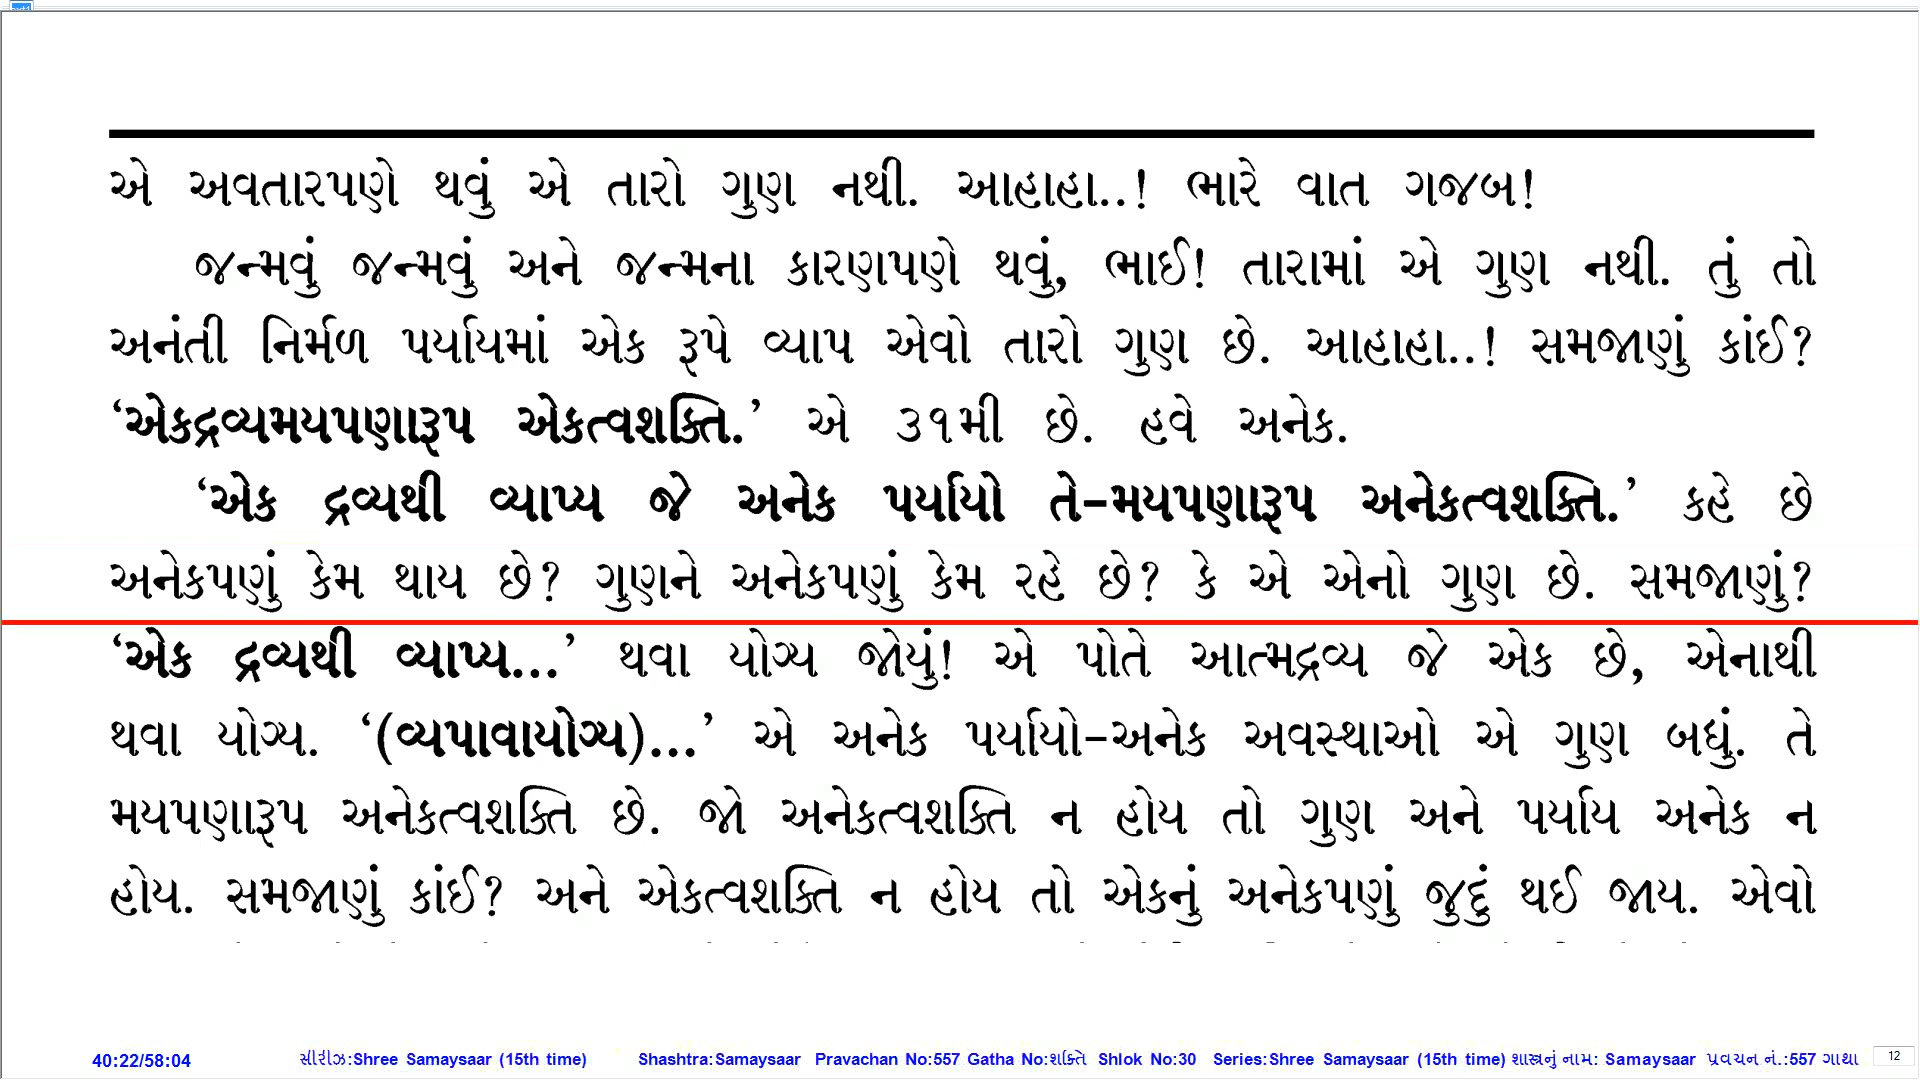 એ અવતારપણે થવું એ તારો ગુણ નથી. આહાહા..! ભારે વાત ગજબ!
જન્મવું જન્મવું અને જન્મના કારણપણે થવું, ભાઈ! તારામાં એ ગુણ નથી. તું તો
અનંતી નિર્મળ પર્યાયમાં એક રૂપે વ્યાપ એવો તારો ગુણ છે. આહાહા..! સમજાણું કાંઈ?
‘એકદ્રવ્યમયપણારૂપ એકત્વશક્તિ.’ એ ૩૧મી છે. હવે અનેક.
‘એક દ્રવ્યથી વ્યાપ્ય જે અનેક પર્યાયો તે-મયપણારૂપ અનેકત્વશક્તિ.’ કહે છે
અનેકપણું કેમ થાય છે? ગુણને અનેકપણું કેમ રહે છે? કે એ એનો ગુણ છે. સમજાણું?
‘એક દ્રવ્યથી વ્યાપ્ય...’ થવા યોગ્ય જોયું! એ પોતે આત્મદ્રવ્ય જે એક છે, એનાથી
થવા યોગ્ય. ‘(વ્યપાવાયોગ્ય)...’ એ અનેક પર્યાયો-અનેક અવસ્થાઓ એ ગુણ બધું. તે
મયપણારૂપ અનેકત્વશક્તિ છે. જો અનેકત્વશક્તિ ન હોય તો ગુણ અને પર્યાય અનેક ન
હોય. સમજાણું કાંઈ? અને એકત્વશક્તિ ન હોય તો એકનું અનેકપણું જુદું થઈ જાય. એવો
40:22/58:04 સીરીઝ:Shree Samaysaar (15th time) Shashtra:Samaysaar Pravachan No:557 Gatha No:શક્તિ Shlok No:30 Series:Shree Samaysaar (15th time) શાસ્ત્રનું નામ: Samaysaar પ્રવચન નં.:557 ગાથા 12